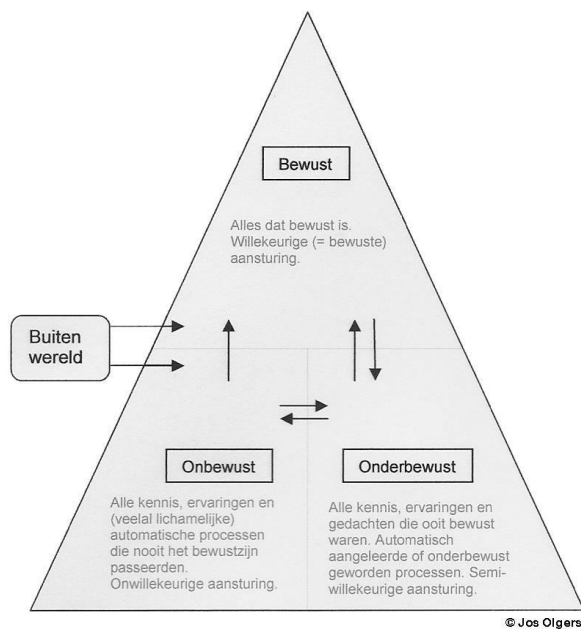 Bewust
Alles dat bewust is.
Willekeurige (= bewuste)
aansturing.
Buiten
wereld
Onbewust
Alle kennis, ervaringen en
(veelal lichamelijke)
automatische processen
die nooit het bewustzijn
passeerden.
Onwillekeurige aansturing.
Onderbewust
Alle kennis, ervaringen en
gedachten die ooit bewust
waren. Automatisch
aangeleerde of onderbewust
geworden processen. Semi-
willekeurige aansturing.
© Jos Olgers